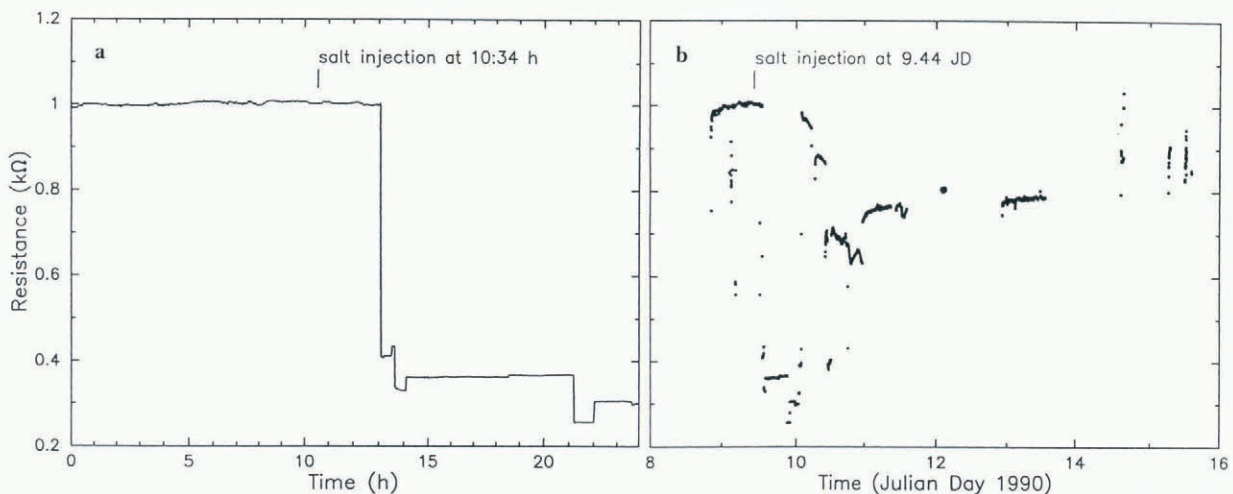 1.2
1
0.8
0.6
0.4
0.2
Resistance (kΩ)
a
salt injection at 10:34 h
0 5 10 15 20
Time (h)
b
salt injection at 9.44 JD
8 10 12 14 16
Time (Julian Day 1990)